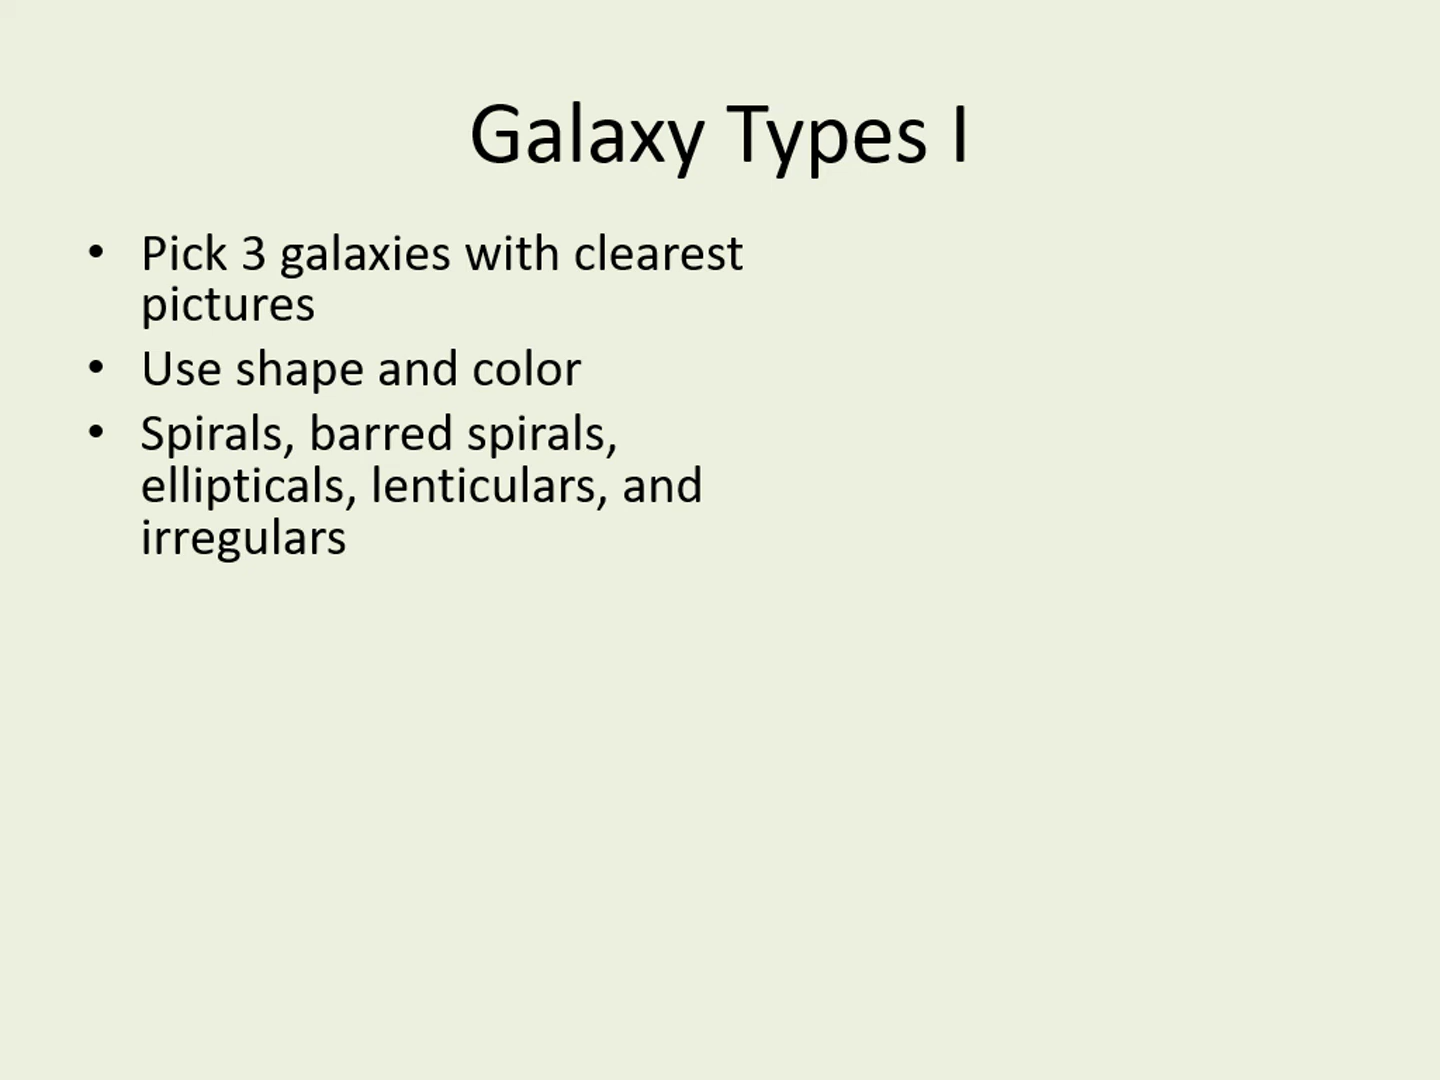 Galaxy Types I
• Pick 3 galaxies with clearest
pictures
• Use shape and color
• Spirals, barred spirals,
ellipticals, lenticulars, and
irregulars